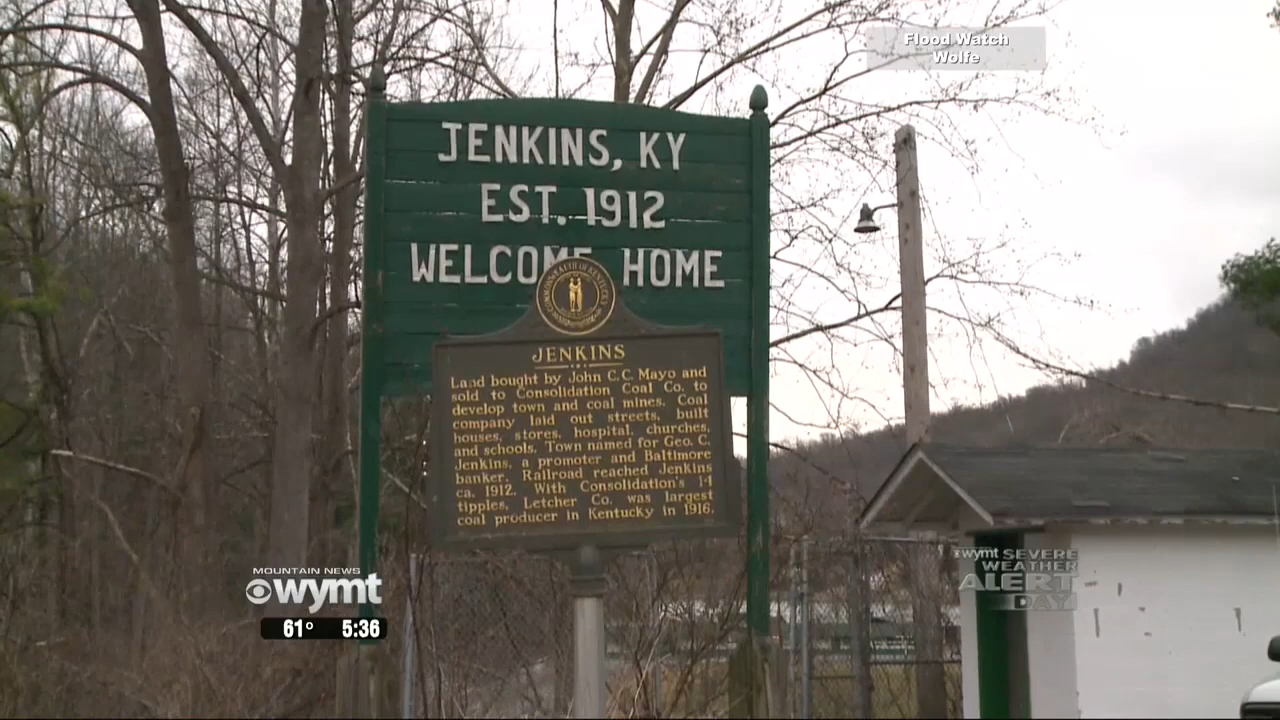 Flood Watch
Wolfe
JENKINS, KY
EST. 1912
WELCOME HOME
COMMONWEALTH OF KENTUCKY
JENKINS
Land bought by John C. C. Mayo and
sold to Consolidation Coal Co. to
develop town and coal mines. Coal
company laid out streets, built
houses, stores, hospital, churches,
and schools. Town named for Geo. C.
Jenkins, a promoter and Baltimore
banker. Railroad reached Jenkins
ca. 1912. With Consolidation's 14
tipples, Letcher Co. was largest
coal producer in Kentucky in 1916.
MOUNTAIN NEWS
wymt
61° 5:36
wymt SEVERE
WEATHER
ALERT
DAY